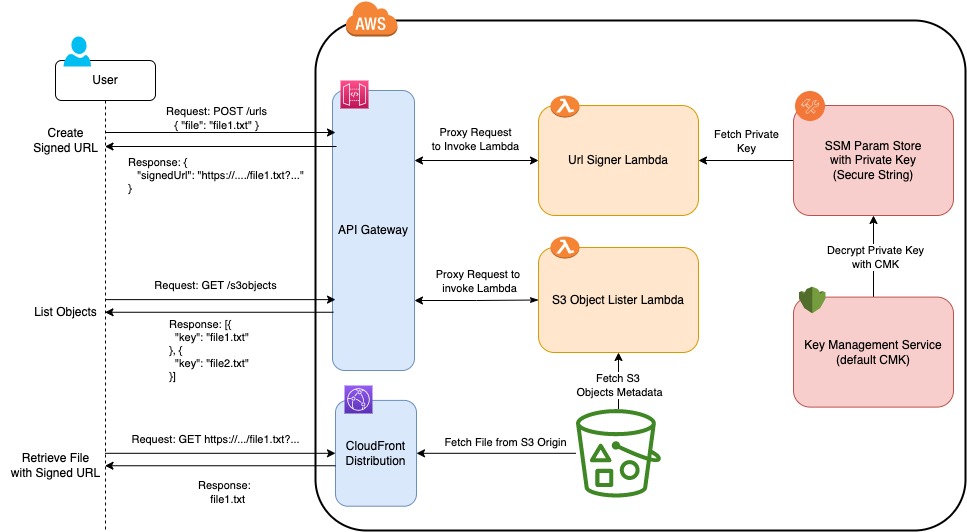 AWS
User
Request: POST /urls
{ "file": "file1.txt" }
Create
Signed URL
Response: {
"signedUrl": "https://..../file1.txt?..."
}
API Gateway
Proxy Request
to Invoke Lambda
Url Signer Lambda
Fetch Private
Key
SSM Param Store
with Private Key
(Secure String)
Decrypt Private Key
with CMK
Key Management Service
(default CMK)
Request: GET /s3objects
List Objects
Response: [{
"key": "file1.txt"
}, {
"key": "file2.txt"
}]
Proxy Request to
invoke Lambda
S3 Object Lister Lambda
Fetch S3
Objects Metadata
Request: GET https:/.../file1.txt?...
Retrieve File
with Signed URL
Response:
file1.txt
CloudFront
Distribution
Fetch File from S3 Origin